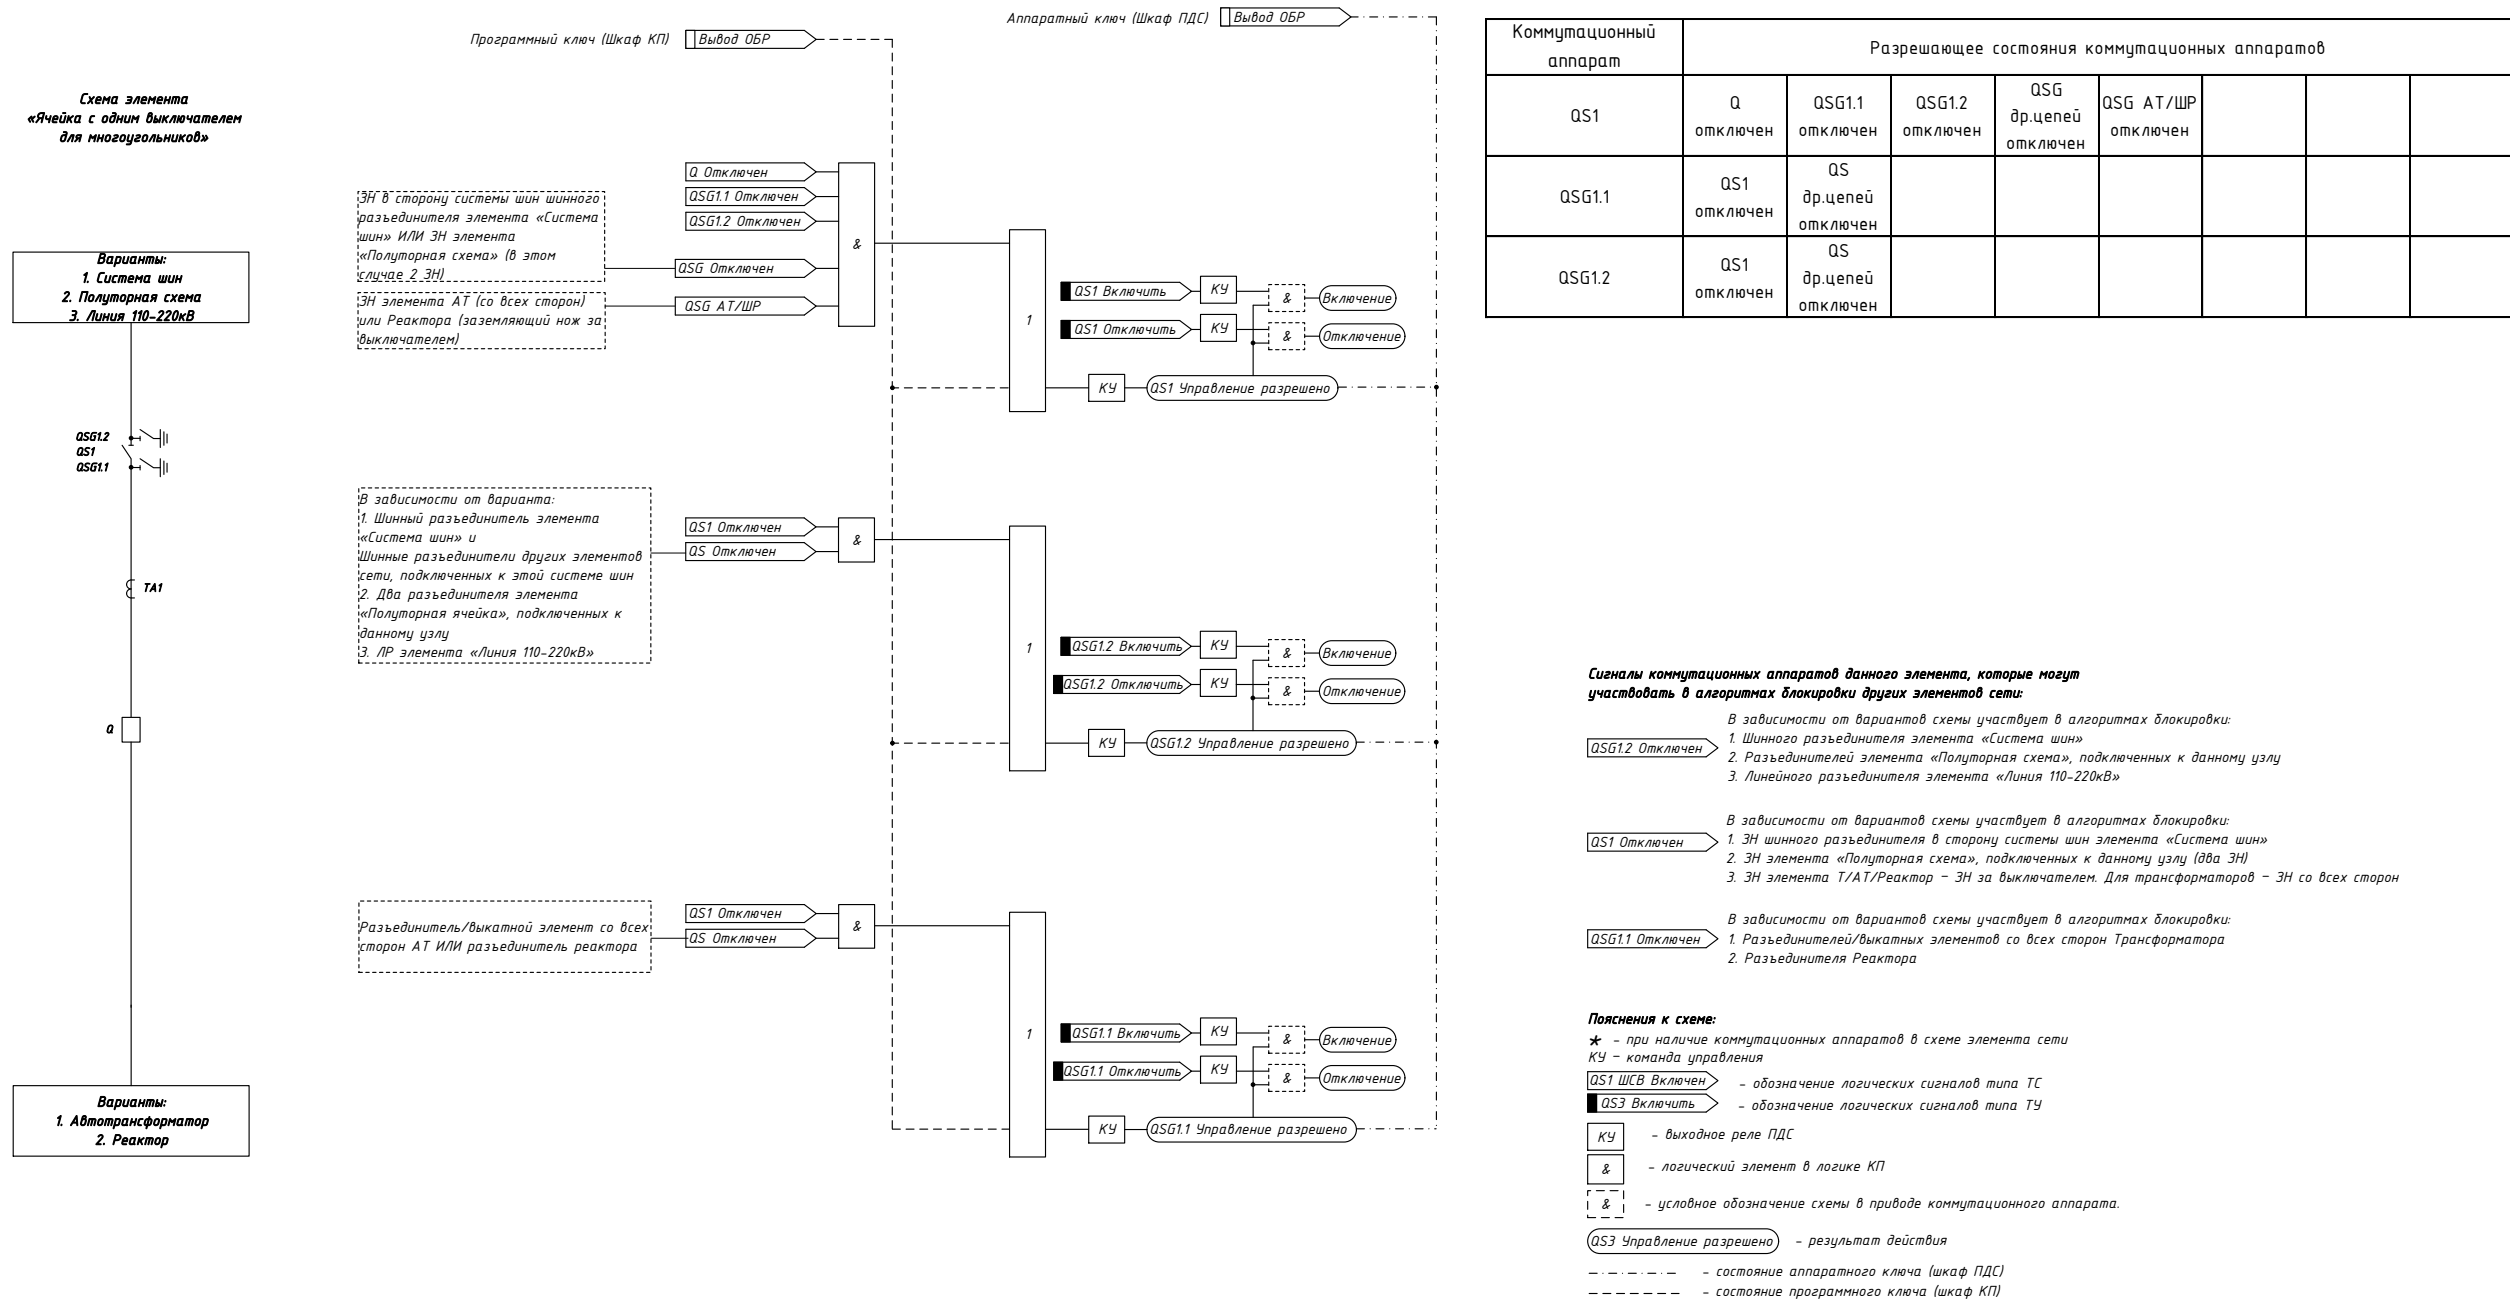 Аппаратный ключ (Шкаф ПДС)
Вывод ОБР
Программный ключ (Шкаф КП)
Вывод ОБР
Схема элемента
«Ячейка с одним выключателем
для многоугольников»
Варианты:
1. Система шин
2. Полуторная схема
3. Линия 110-220кВ
QSG1.2
QS1
QSG1.1
TA1
Q
Варианты:
1. Автотрансформатор
2. Реактор
ЗН в сторону системы шин шинного
разъединителя элемента «Система
шин» ИЛИ ЗН элемента
«Полуторная схема» (в этом
случае 2 ЗН)
ЗН элемента АТ (со всех сторон)
или Реактора (заземляющий нож за
выключателем)
Q Отключен
QSG1.1 Отключен
QSG1.2 Отключен
QSG Отключен
QSG АТ/ШР
&
1
QS1 Включить
КУ
&
Включение
QS1 Отключить
КУ
&
Отключение
КУ
QS1 Управление разрешено
В зависимости от варианта:
1. Шинный разъединитель элемента
«Система шин» и
Шинные разъединители других элементов
сети, подключенных к этой системе шин
2. Два разъединителя элемента
«Полуторная ячейка», подключенных к
данному узлу
3. ЛР элемента «Линия 110-220кВ»
QS1 Отключен
QS Отключен
&
1
QSG1.2 Включить
КУ
&
Включение
QSG1.2 Отключить
КУ
&
Отключение
КУ
QSG1.2 Управление разрешено
Разъединитель/выкатной элемент со всех
сторон АТ ИЛИ разъединитель реактора
QS1 Отключен
QS Отключен
&
1
QSG1.1 Включить
КУ
&
Включение
QSG1.1 Отключить
КУ
&
Отключение
КУ
QSG1.1 Управление разрешено
Коммутационный
аппарат
Разрешающее состояния коммутационных аппаратов
QS1
Q
отключен
QSG1.1
отключен
QSG1.2
отключен
QSG
др.цепей
отключен
QSG АТ/ШР
отключен
QSG1.1
QS1
отключен
QS
др.цепей
отключен
QSG1.2
QS1
отключен
QS
др.цепей
отключен
Сигналы коммутационных аппаратов данного элемента, которые могут
участвовать в алгоритмах блокировки других элементов сети:
QSG1.2 Отключен
В зависимости от вариантов схемы участвует в алгоритмах блокировки:
1. Шинного разъединителя элемента «Система шин»
2. Разъединителей элемента «Полуторная схема», подключенных к данному узлу
3. Линейного разъединителя элемента «Линия 110-220кВ»
QS1 Отключен
В зависимости от вариантов схемы участвует в алгоритмах блокировки:
1. ЗН шинного разъединителя в сторону системы шин элемента «Система шин»
2. ЗН элемента «Полуторная схема», подключенных к данному узлу (два ЗН)
3. ЗН элемента Т/АТ/Реактор – ЗН за выключателем. Для трансформаторов – ЗН со всех сторон
QSG1.1 Отключен
В зависимости от вариантов схемы участвует в алгоритмах блокировки:
1. Разъединителей/выкатных элементов со всех сторон Трансформатора
2. Разъединителя Реактора
Пояснения к схеме:
* - при наличие коммутационных аппаратов в схеме элемента сети
КУ – команда управления
QS1 ШСВ Включен - обозначение логических сигналов типа ТС
QS3 Включить - обозначение логических сигналов типа ТУ
КУ - выходное реле ПДС
& - логический элемент в логике КП
& - условное обозначение схемы в приводе коммутационного аппарата.
QS3 Управление разрешено - результат действия
- состояние аппаратного ключа (шкаф ПДС)
- состояние программного ключа (шкаф КП)